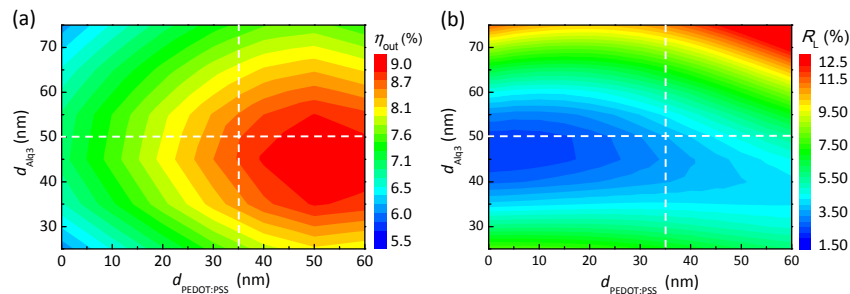 (a)
η_out (%)
70
60
50
40
30
d_Alq3 (nm)
0 10 20 30 40 50 60
d_PEDOT:PSS (nm)
9.0
8.7
8.1
7.6
7.1
6.5
6.0
5.5
(b)
R_L (%)
70
60
50
40
30
d_Alq3 (nm)
0 10 20 30 40 50 60
d_PEDOT:PSS (nm)
12.5
11.50
9.50
7.50
5.50
3.50
1.50